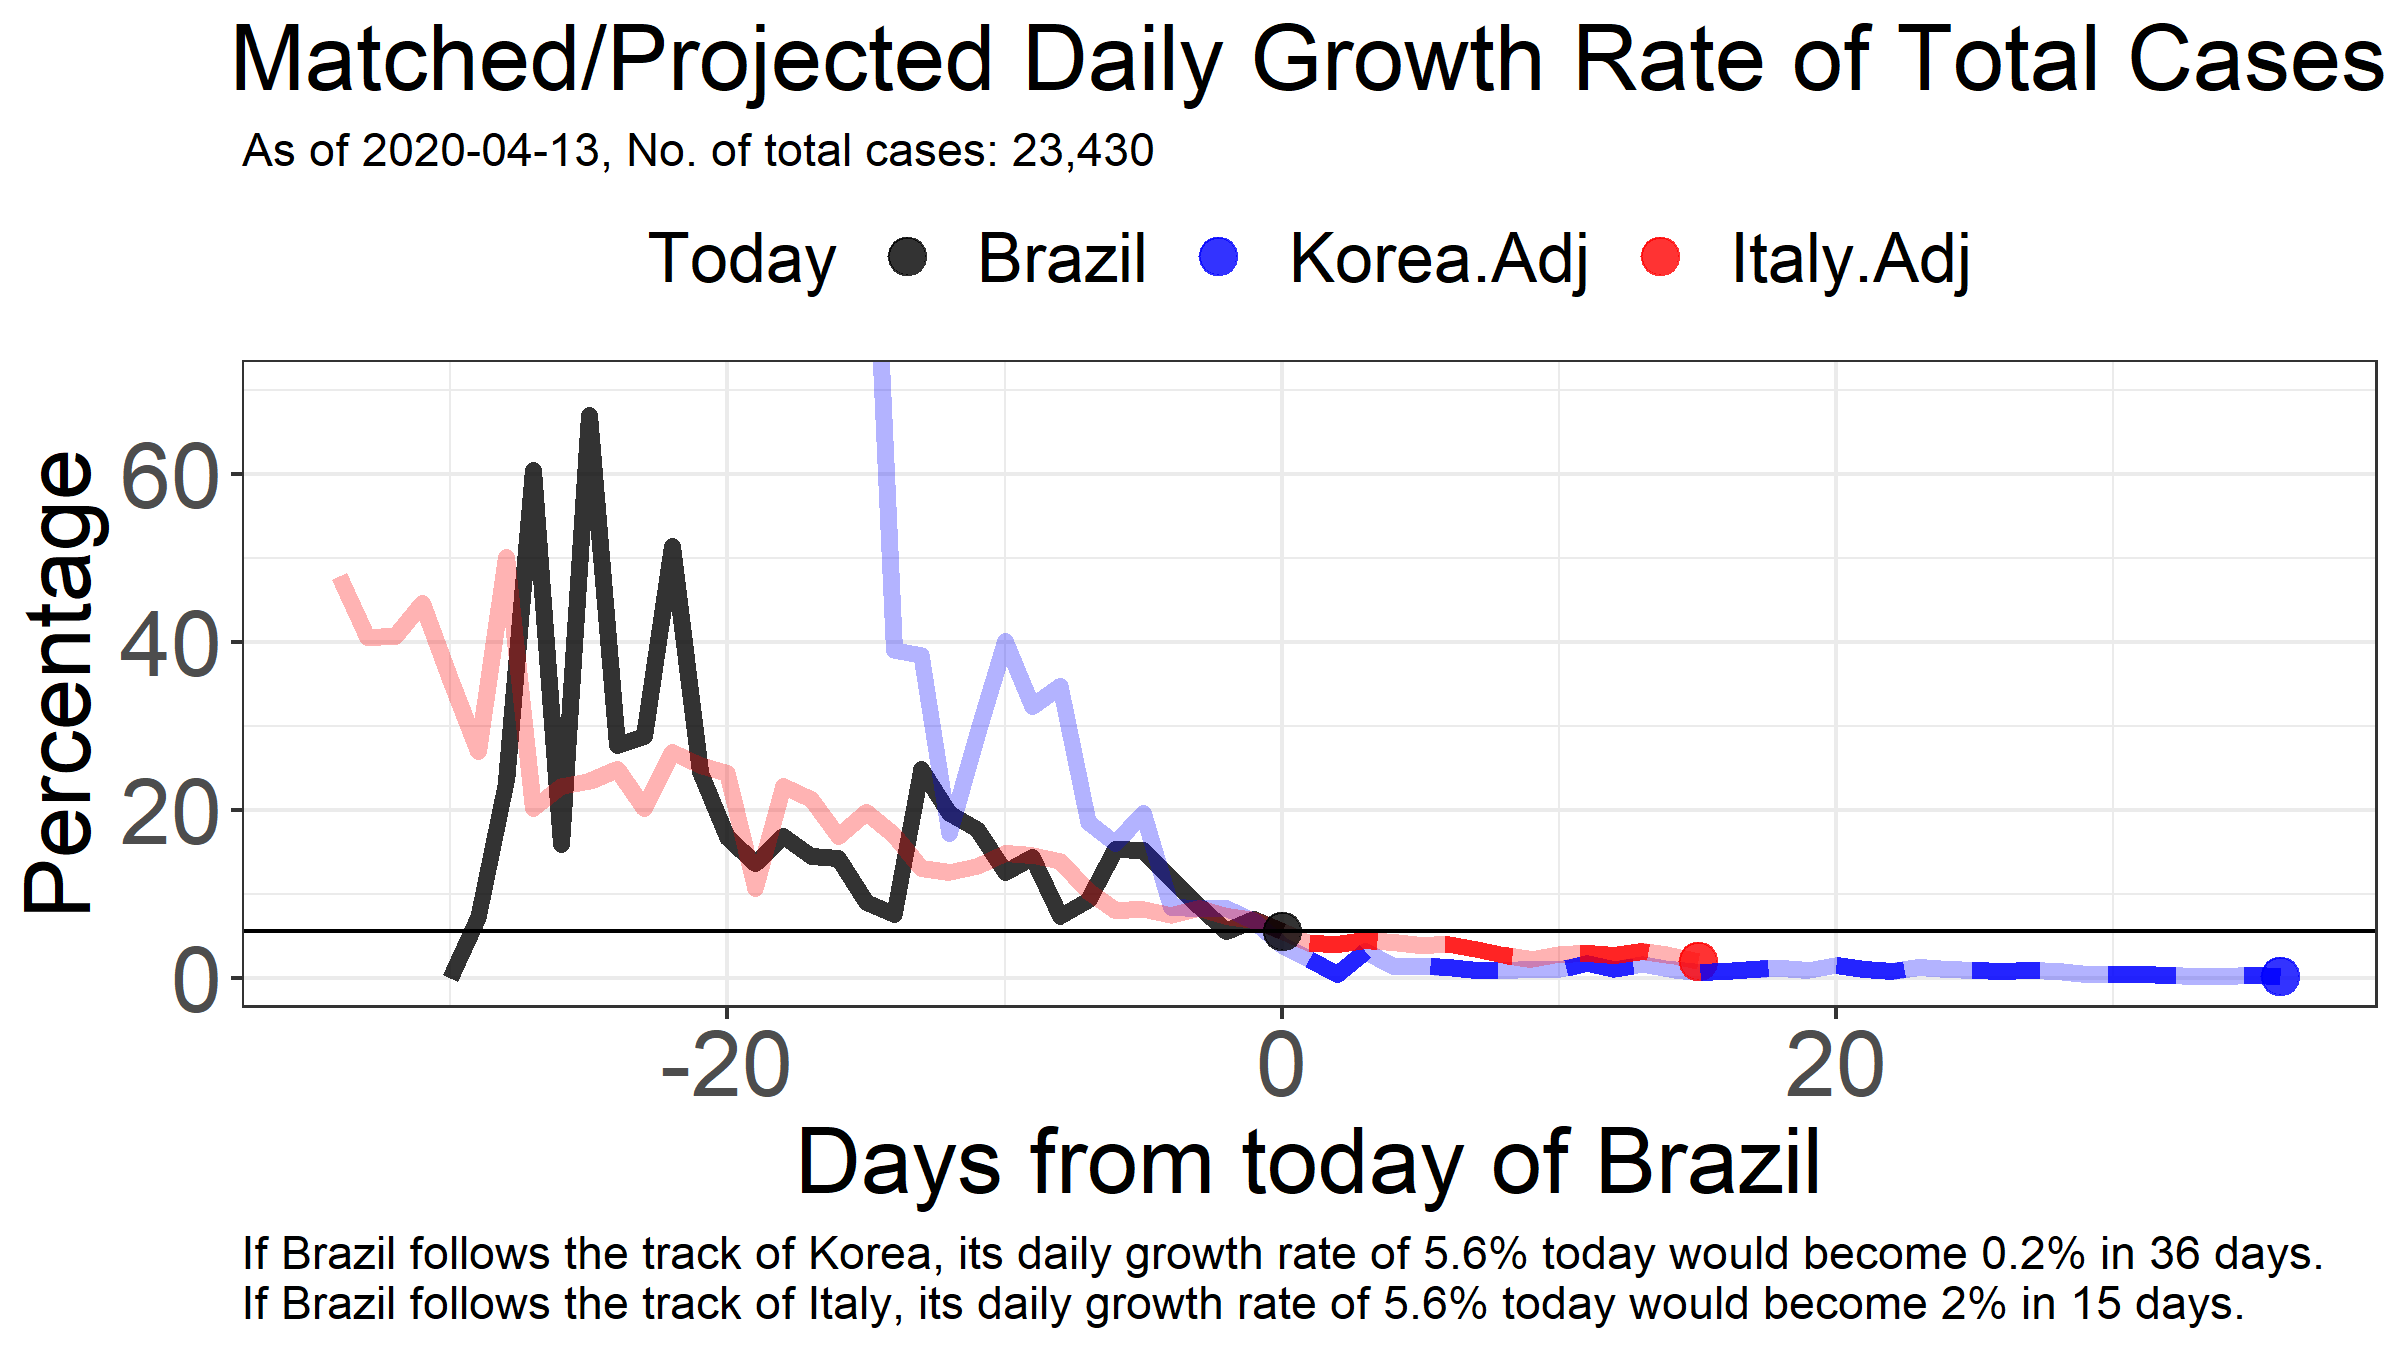 Matched/Projected Daily Growth Rate of Total Cases
As of 2020-04-13, No. of total cases: 23,430
Today Brazil Korea.Adj Italy.Adj
Percentage
60
40
20
0
-20 0 20
Days from today of Brazil
If Brazil follows the track of Korea, its daily growth rate of 5.6% today would become 0.2% in 36 days.
If Brazil follows the track of Italy, its daily growth rate of 5.6% today would become 2% in 15 days.